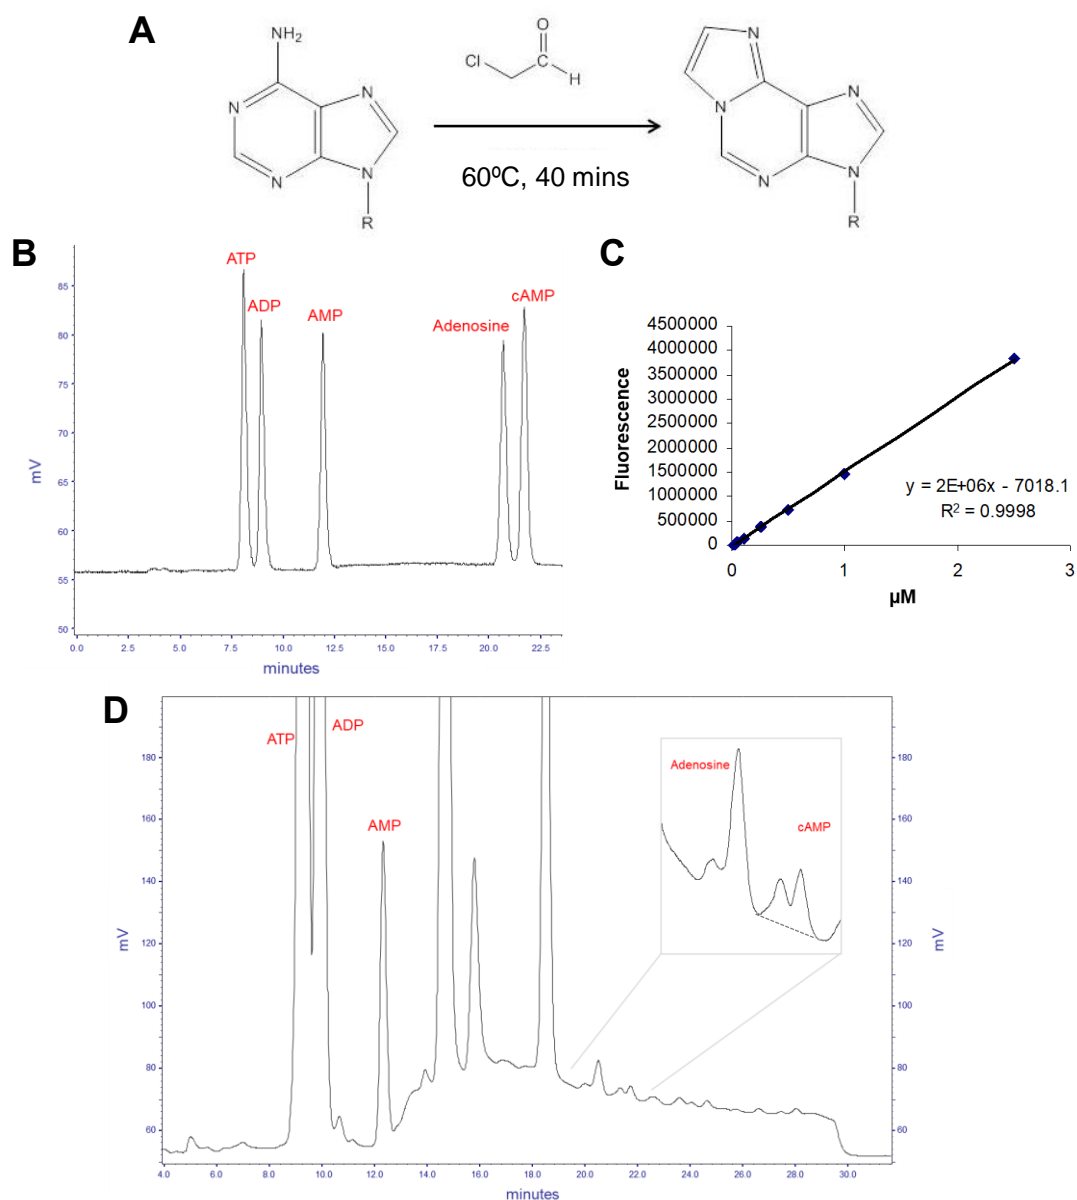 A
NH2
N
N
N
N
R
O
Cl
H
60ºC, 40 mins
N
N
N
N
N
R
B
ATP
ADP
AMP
Adenosine
cAMP
85
80
75
70
65
60
55
50
mV
0.0 2.5 5.0 7.5 10.0 12.5 15.0 17.5 20.0 22.5
minutes
C
4500000
4000000
3500000
3000000
2500000
2000000
1500000
1000000
500000
0
Fluorescence
y = 2E+06x - 7018.1
R2 = 0.9998
0 1 2 3
µM
D
ATP
ADP
AMP
Adenosine
cAMP
180 180
160 160
140 140
120 120
100 100
80 80
60 60
mV mV
4.0 6.0 8.0 10.0 12.0 14.0 16.0 18.0 20.0 22.0 24.0 26.0 28.0 30.0
minutes